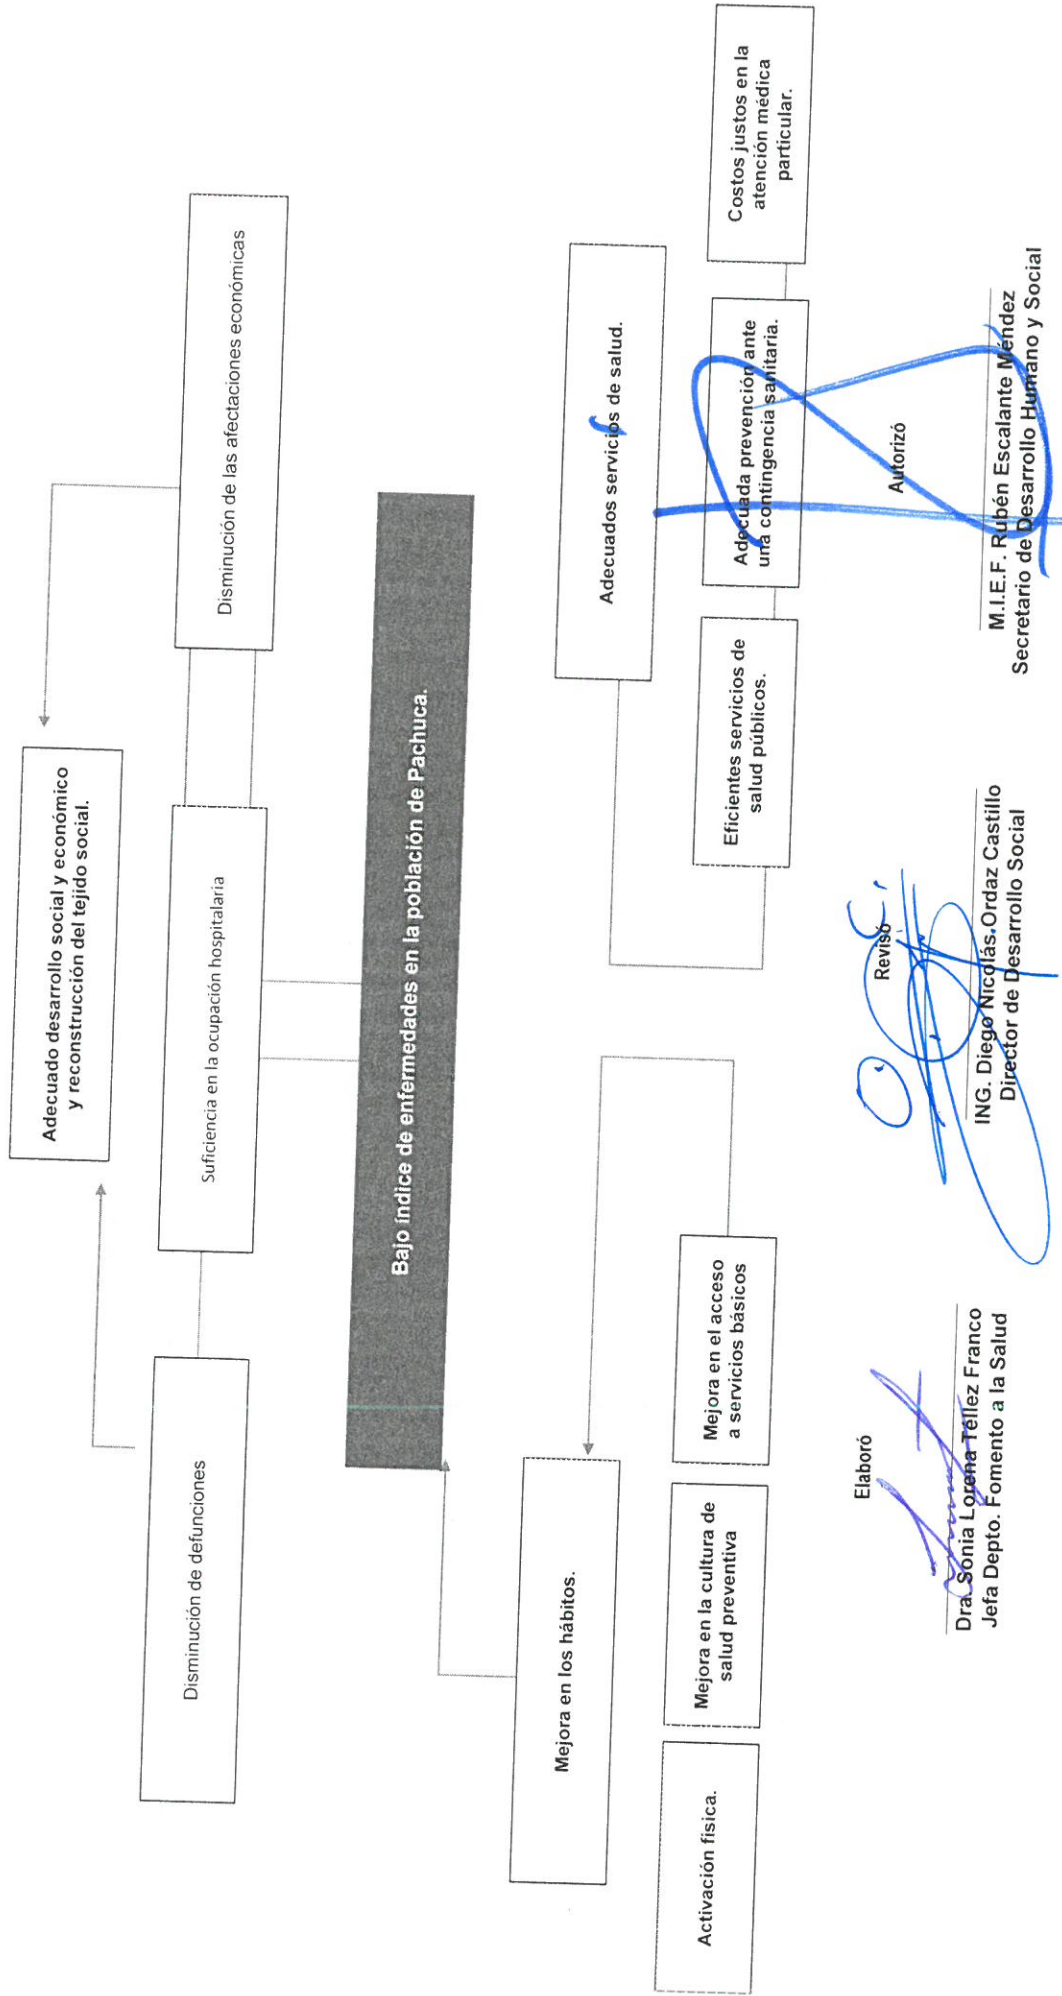 Adecuado desarrollo social y económico
y reconstrucción del tejido social.
Disminución de defunciones
Suficiencia en la ocupación hospitalaria
Disminución de las afectaciones económicas
Bajo índice de enfermedades en la población de Pachuca.
Mejora en los hábitos.
Adecuados servicios de salud.
Activación fisica.
Mejora en la cultura de
salud preventiva
Mejora en el acceso
a servicios básicos
Eficientes servicios de
salud públicos.
Adecuada prevención ante
una contingencia sanitaria.
Costos justos en la
atención médica
particular.
Elaboró
Dra. Sonia Lorena Téllez Franco
Jefa Depto. Fomento a la Salud
Revisó
ING. Diego Nicolás Ordaz Castillo
Director de Desarrollo Social
Autorizó
M.I.E.F. Rubén Escalante Méndez
Secretario de Desarrollo Humano y Social